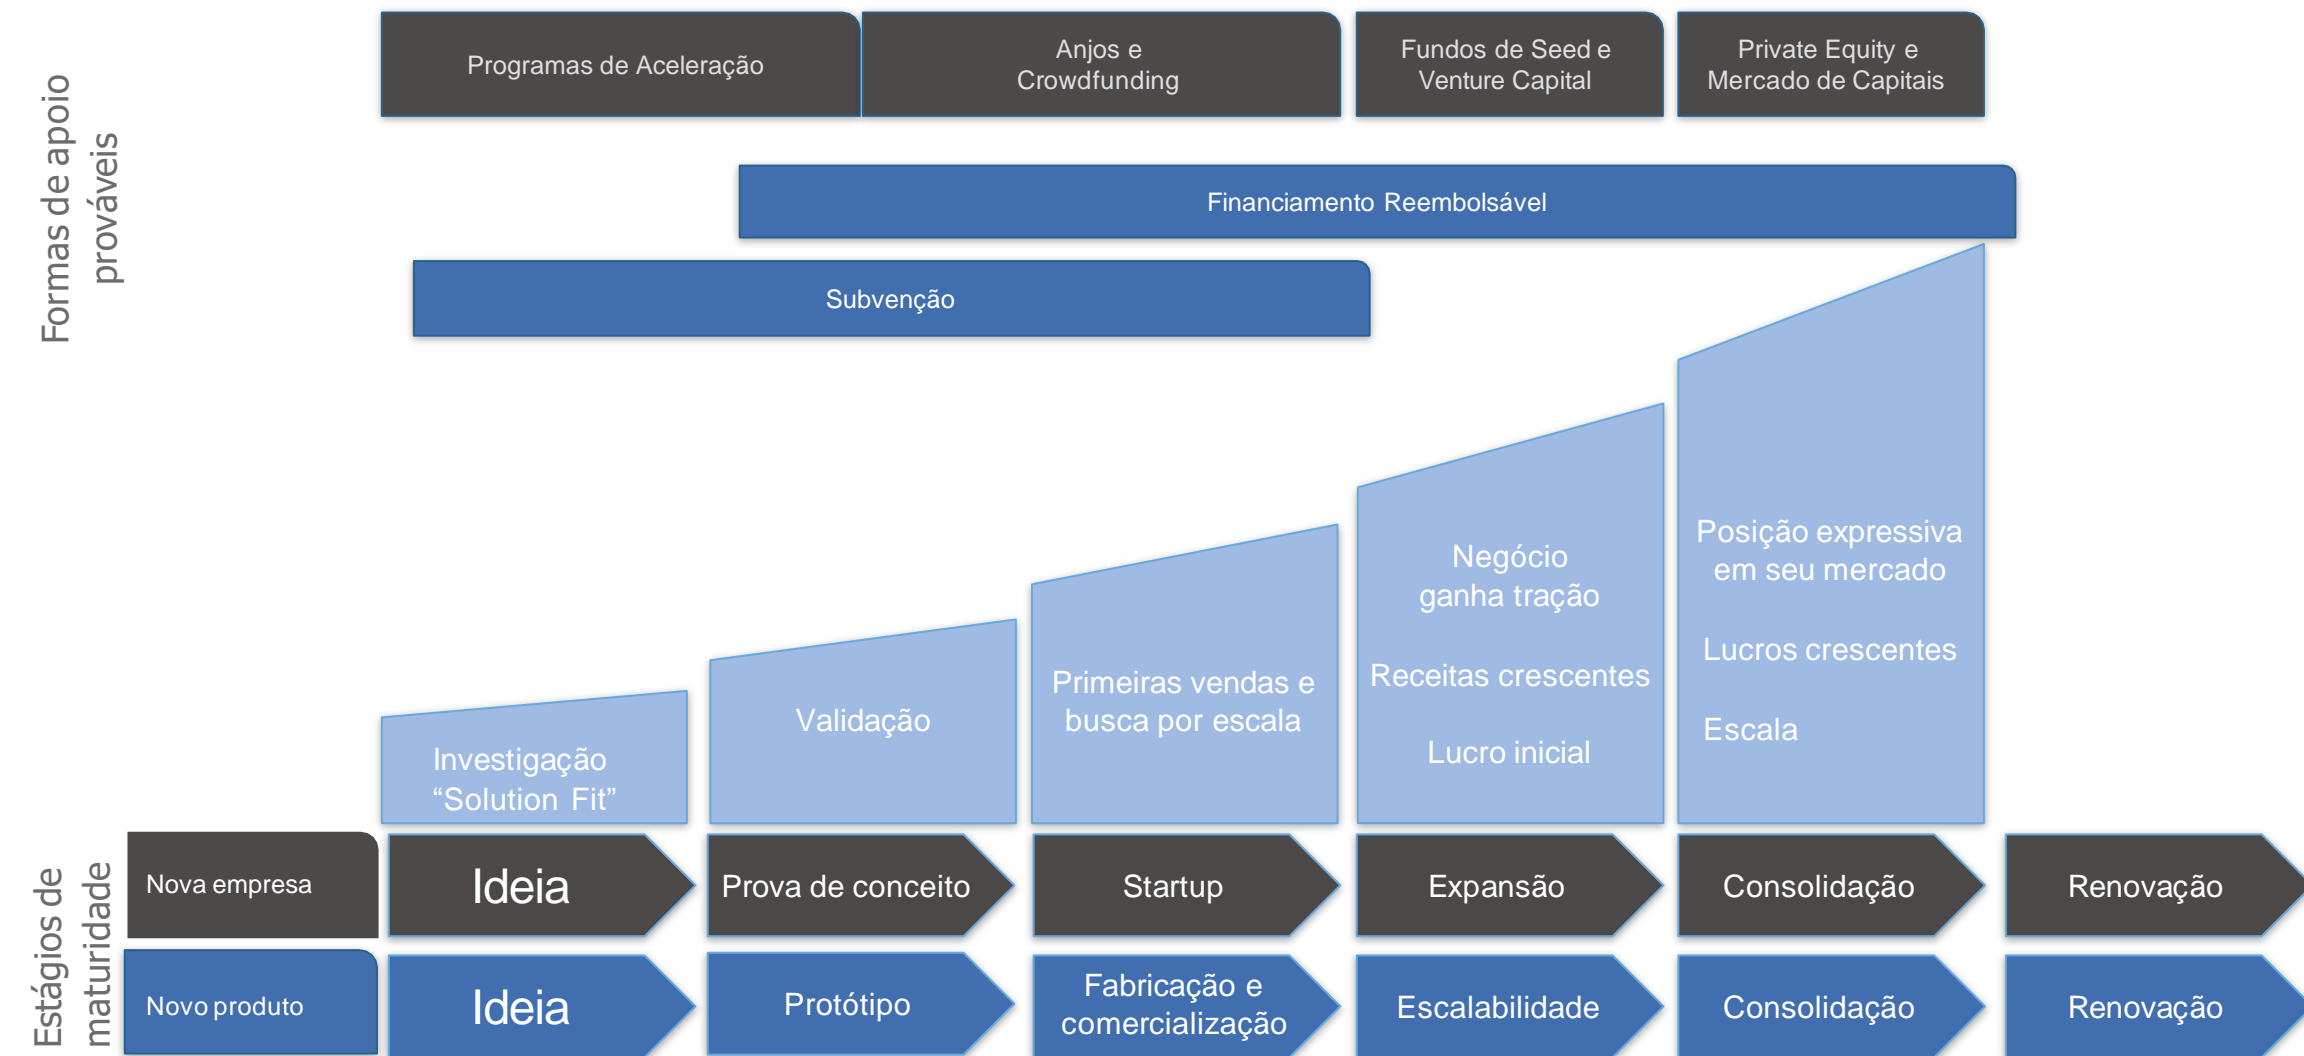 Formas de apoio
prováveis
Programas de Aceleração
Anjos e
Crowdfunding
Fundos de Seed e
Venture Capital
Private Equity e
Mercado de Capitais
Financiamento Reembolsável
Subvenção
Investigação
“Solution Fit”
Validação
Primeiras vendas e
busca por escala
Negócio
ganha tração
Receitas crescentes
Lucro inicial
Posição expressiva
em seu mercado
Lucros crescentes
Escala
Estágios de
maturidade
Nova empresa
Ideia
Prova de conceito
Startup
Expansão
Consolidação
Renovação
Novo produto
Ideia
Protótipo
Fabricação e
comercialização
Escalabilidade
Consolidação
Renovação